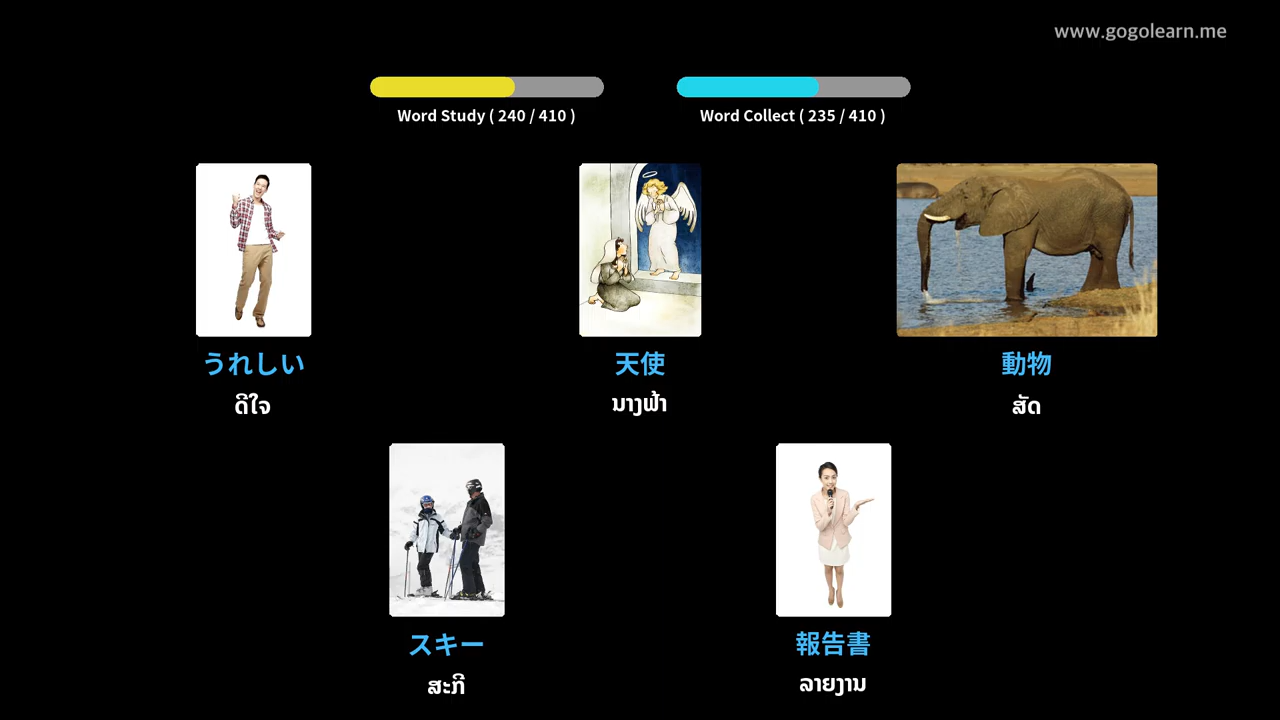 www.gogolearn.me
Word Study ( 240 / 410 )
Word Collect ( 235 / 410 )
うれしい
ດີໃຈ
天使
ນາງຟ້າ
動物
ສັດ
スキー
ສະກີ
報告書
ລາຍງານ